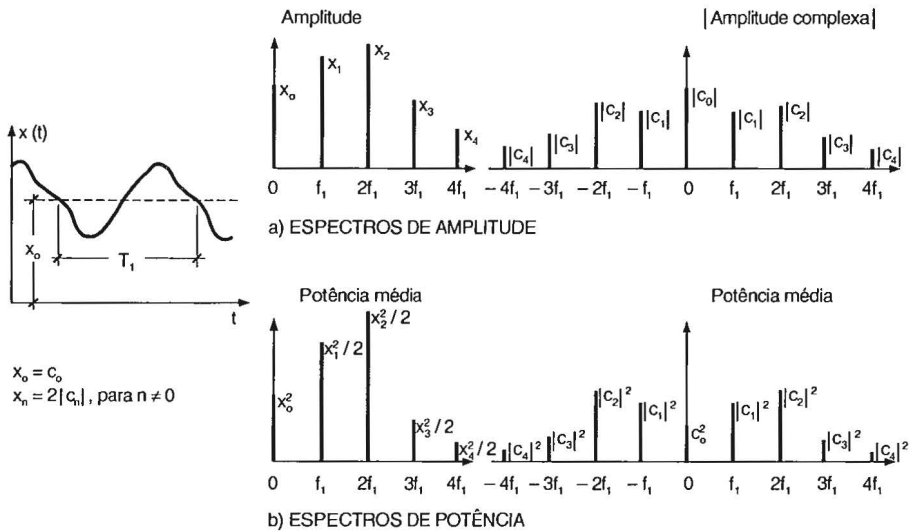 Amplitude
|Amplitude complexa|
x (t)
x₀
T₁
t
x₀
x₁
x₂
x₃
x₄
0 f₁ 2f₁ 3f₁ 4f₁
|c₄| |c₃| |c₂| |c₁| |c₀| |c₁| |c₂| |c₃| |c₄|
−4f₁ −3f₁ −2f₁ −f₁ 0 f₁ 2f₁ 3f₁ 4f₁
a) ESPECTROS DE AMPLITUDE
x₀ = c₀
xₙ = 2|cₙ|, para n ≠ 0
Potência média
Potência média
x₀²
x₁²/2
x₂²/2
x₃²/2
x₄²/2
0 f₁ 2f₁ 3f₁ 4f₁
|c₄|² |c₃|² |c₂|² |c₁|² c₀² |c₁|² |c₂|² |c₃|² |c₄|²
−4f₁ −3f₁ −2f₁ −f₁ 0 f₁ 2f₁ 3f₁ 4f₁
b) ESPECTROS DE POTÊNCIA